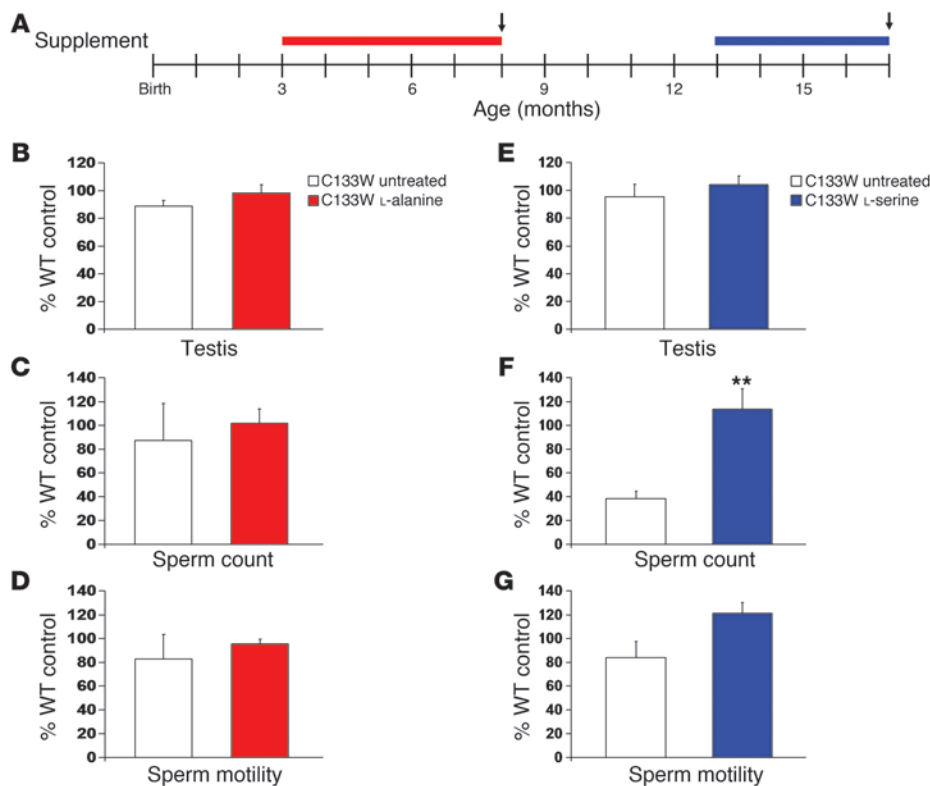 A
Supplement
Birth 3 6 9 12 15
Age (months)
B
120
100
80
60
40
20
0
% WT control
C133W untreated
C133W L-alanine
Testis
C
140
120
100
80
60
40
20
0
% WT control
Sperm count
D
140
120
100
80
60
40
20
0
% WT control
Sperm motility
E
120
100
80
60
40
20
0
% WT control
C133W untreated
C133W L-serine
Testis
F
140
120
100
80
60
40
20
0
% WT control
**
Sperm count
G
140
120
100
80
60
40
20
0
% WT control
Sperm motility